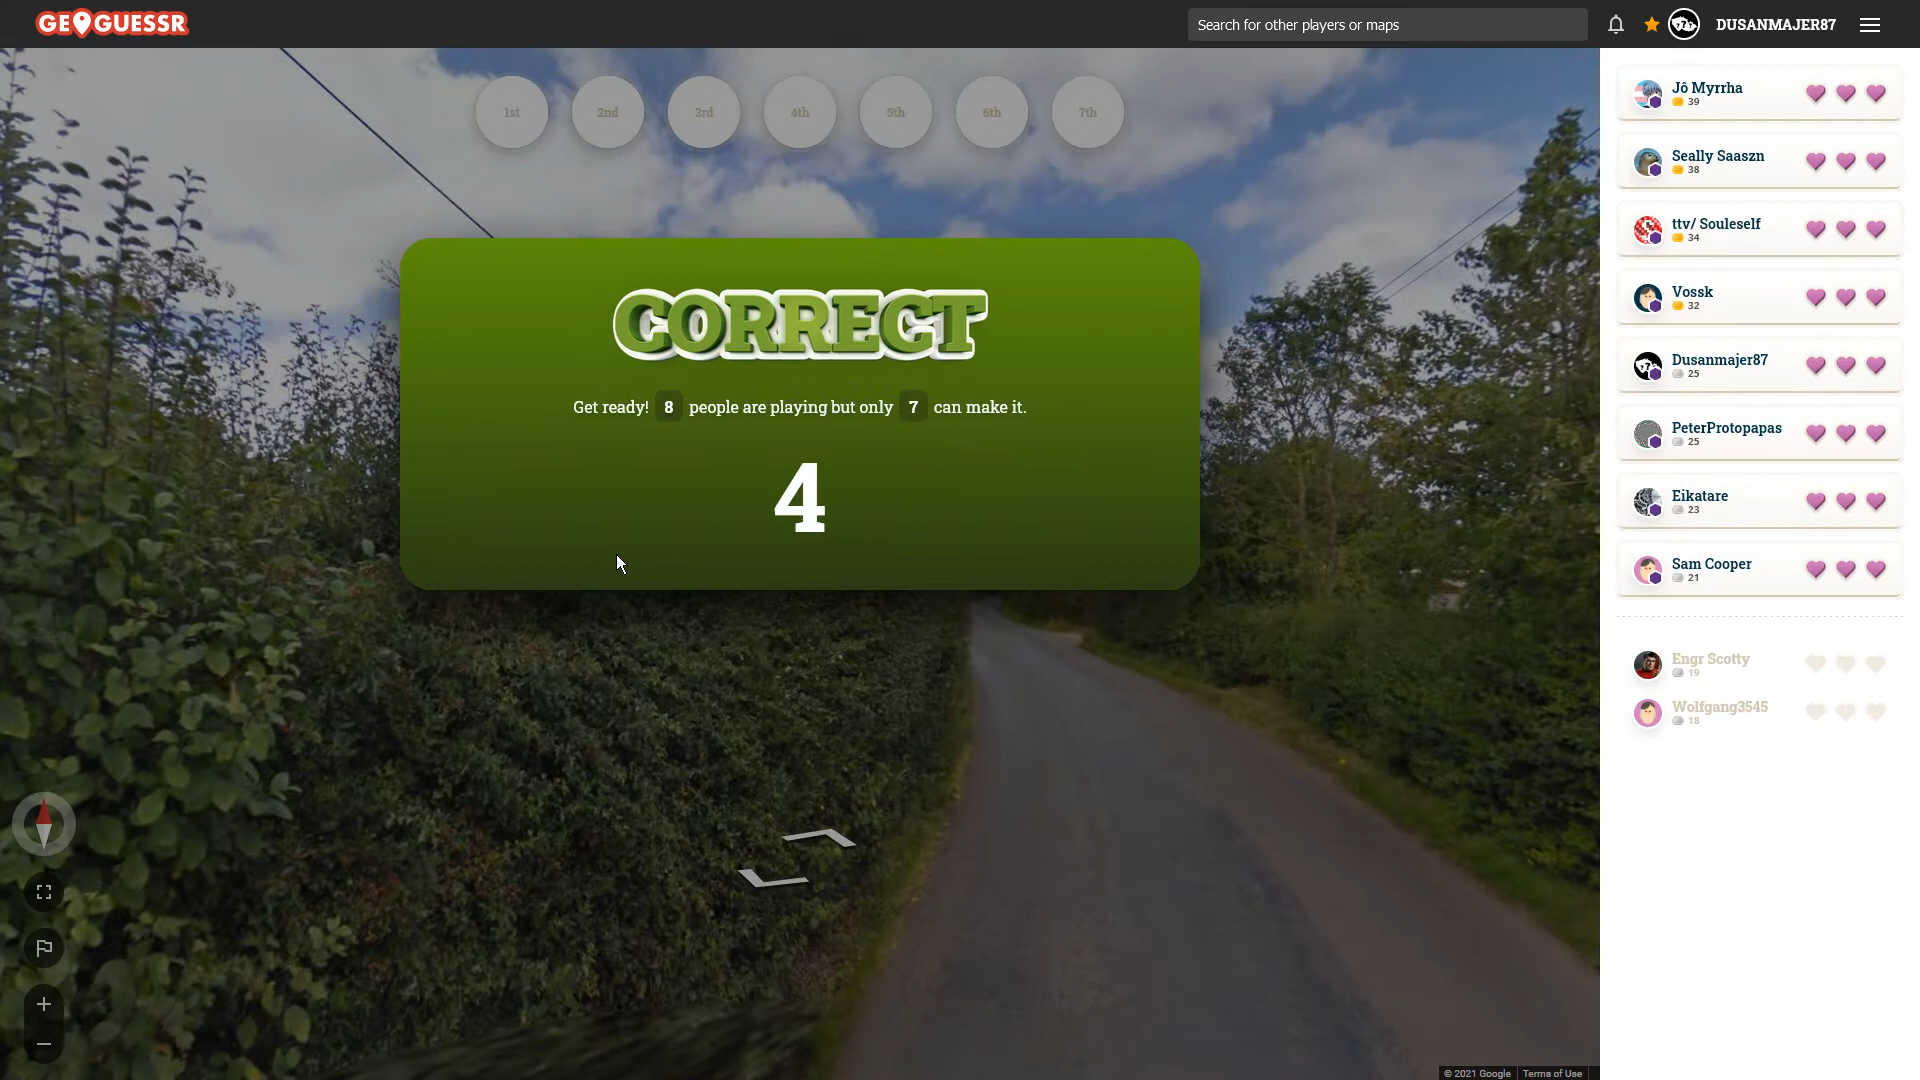 GEOGUESSR
Search for other players or maps
DUSANMAJER87
1st
2nd
3rd
4th
5th
6th
7th
CORRECT
Get ready! 8 people are playing but only 7 can make it.
4
Jô Myrrha
39
Seally Saaszn
38
ttv/ Souleself
34
Vossk
32
Dusanmajer87
25
PeterProtopapas
25
Eikatare
23
Sam Cooper
21
Engr Scotty
19
Wolfgang3545
18
© 2021 Google
Terms of Use